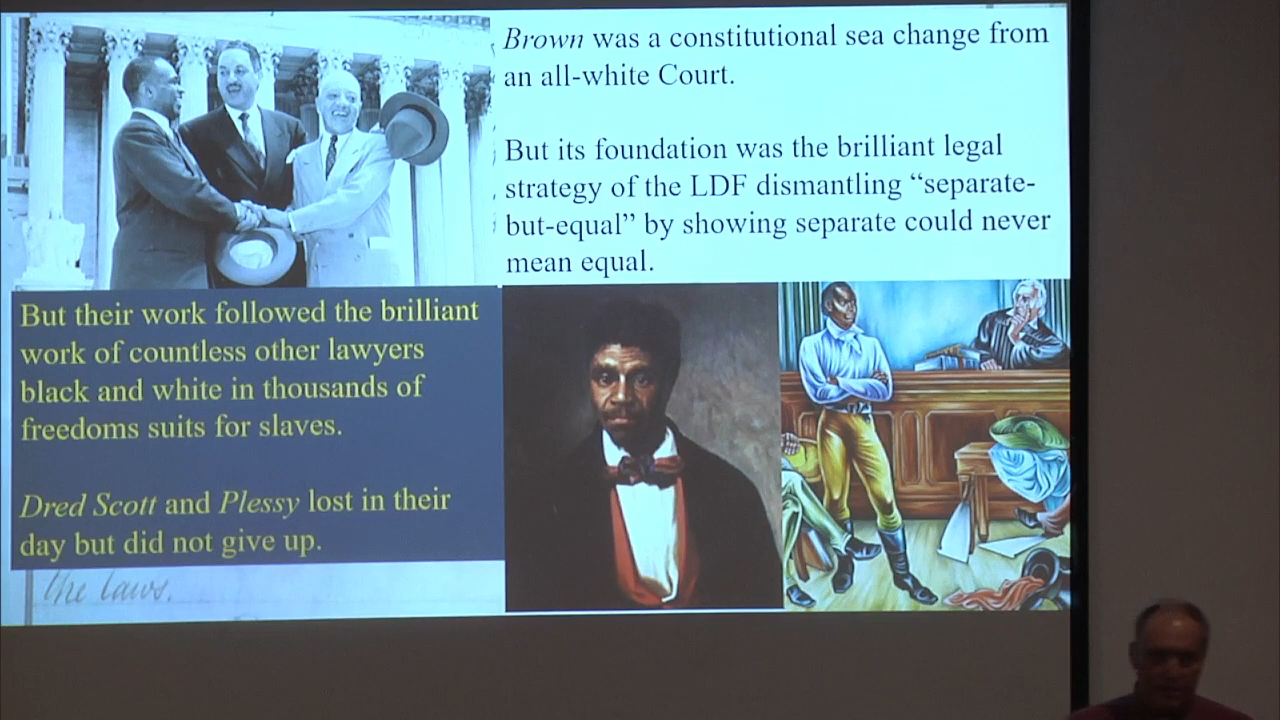 Brown was a constitutional sea change from
an all-white Court.
But its foundation was the brilliant legal
strategy of the LDF dismantling “separate-
but-equal” by showing separate could never
mean equal.
But their work followed the brilliant
work of countless other lawyers
black and white in thousands of
freedoms suits for slaves.
Dred Scott and Plessy lost in their
day but did not give up.
the laws.